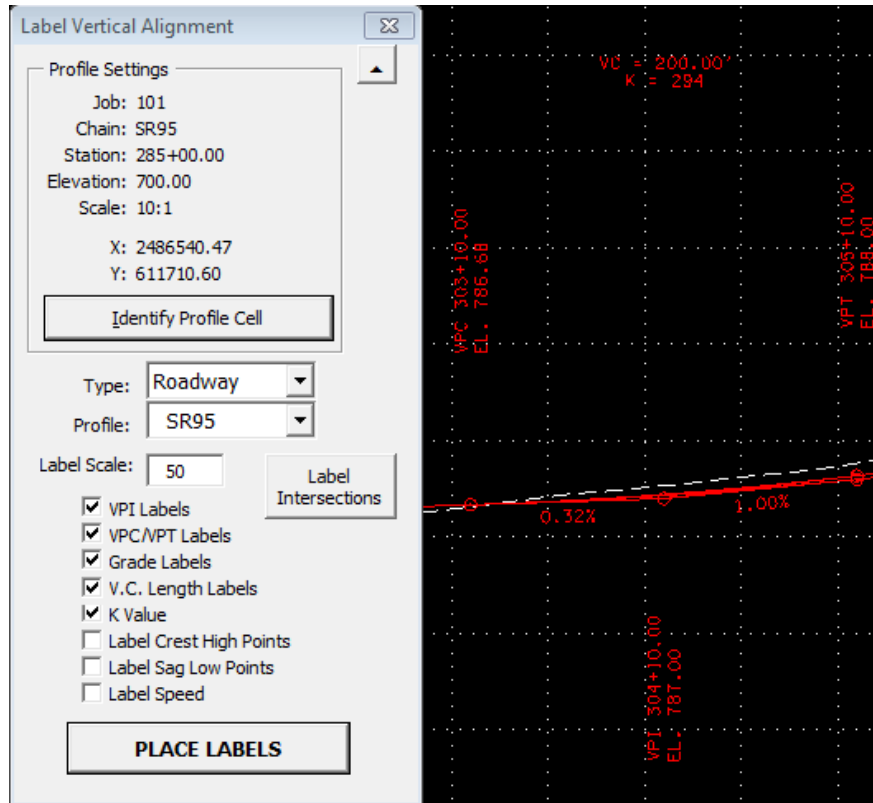 Label Vertical Alignment
Profile Settings
Job: 101
Chain: SR95
Station: 285+00.00
Elevation: 700.00
Scale: 10:1
X: 2486540.47
Y: 611710.60
Identify Profile Cell
Type: Roadway
Profile: SR95
Label Scale: 50
Label
Intersections
VPI Labels
VPC/VPT Labels
Grade Labels
V.C. Length Labels
K Value
Label Crest High Points
Label Sag Low Points
Label Speed
PLACE LABELS
VC = 200.00'
K = 294
VPC 303+10.00
EL. 786.68
VPT 305+10.00
EL. 788.00
0.32%
1.00%
VPI 304+10.00
EL. 787.00